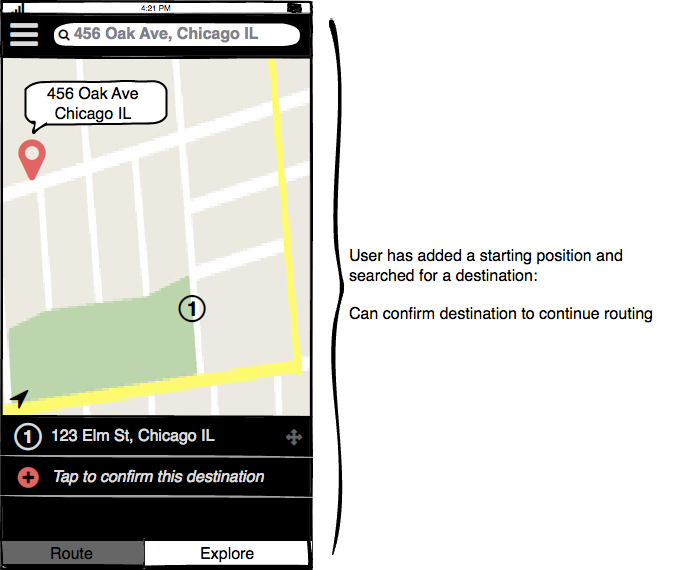 4:21 PM
456 Oak Ave, Chicago IL
456 Oak Ave
Chicago IL
1
1 123 Elm St, Chicago IL
Tap to confirm this destination
Route Explore
User has added a starting position and
searched for a destination:
Can confirm destination to continue routing